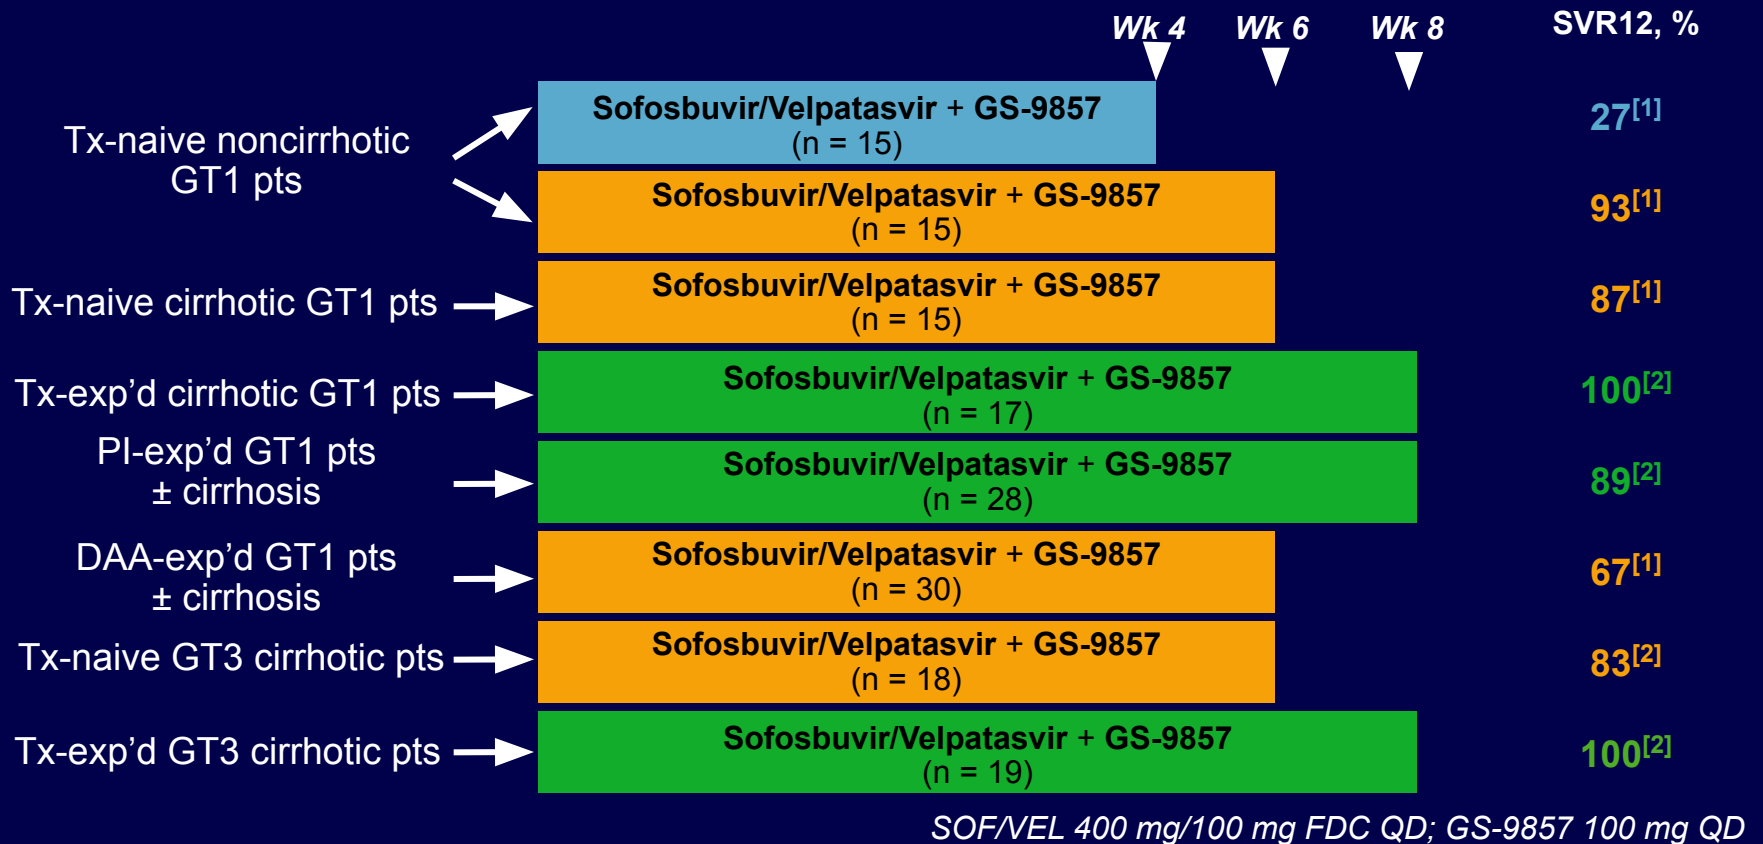 Wk 4 Wk 6 Wk 8 SVR12, %
Tx-naive noncirrhotic
GT1 pts
Sofosbuvir/Velpatasvir + GS-9857
(n = 15)
27[1]
Sofosbuvir/Velpatasvir + GS-9857
(n = 15)
93[1]
Tx-naive cirrhotic GT1 pts
Sofosbuvir/Velpatasvir + GS-9857
(n = 15)
87[1]
Tx-exp’d cirrhotic GT1 pts
Sofosbuvir/Velpatasvir + GS-9857
(n = 17)
100[2]
PI-exp’d GT1 pts
± cirrhosis
Sofosbuvir/Velpatasvir + GS-9857
(n = 28)
89[2]
DAA-exp’d GT1 pts
± cirrhosis
Sofosbuvir/Velpatasvir + GS-9857
(n = 30)
67[1]
Tx-naive GT3 cirrhotic pts
Sofosbuvir/Velpatasvir + GS-9857
(n = 18)
83[2]
Tx-exp’d GT3 cirrhotic pts
Sofosbuvir/Velpatasvir + GS-9857
(n = 19)
100[2]
SOF/VEL 400 mg/100 mg FDC QD; GS-9857 100 mg QD